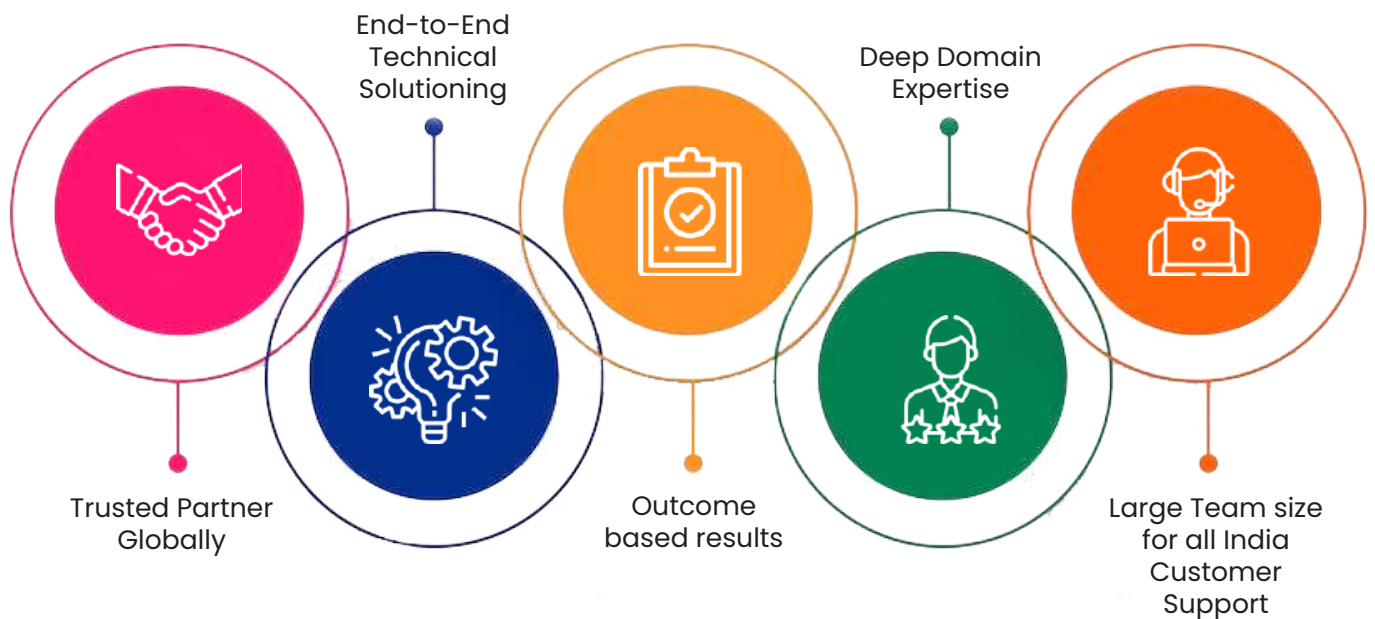 Trusted Partner
Globally
End-to-End
Technical
Solutioning
Outcome
based results
Deep Domain
Expertise
Large Team size
for all India
Customer
Support